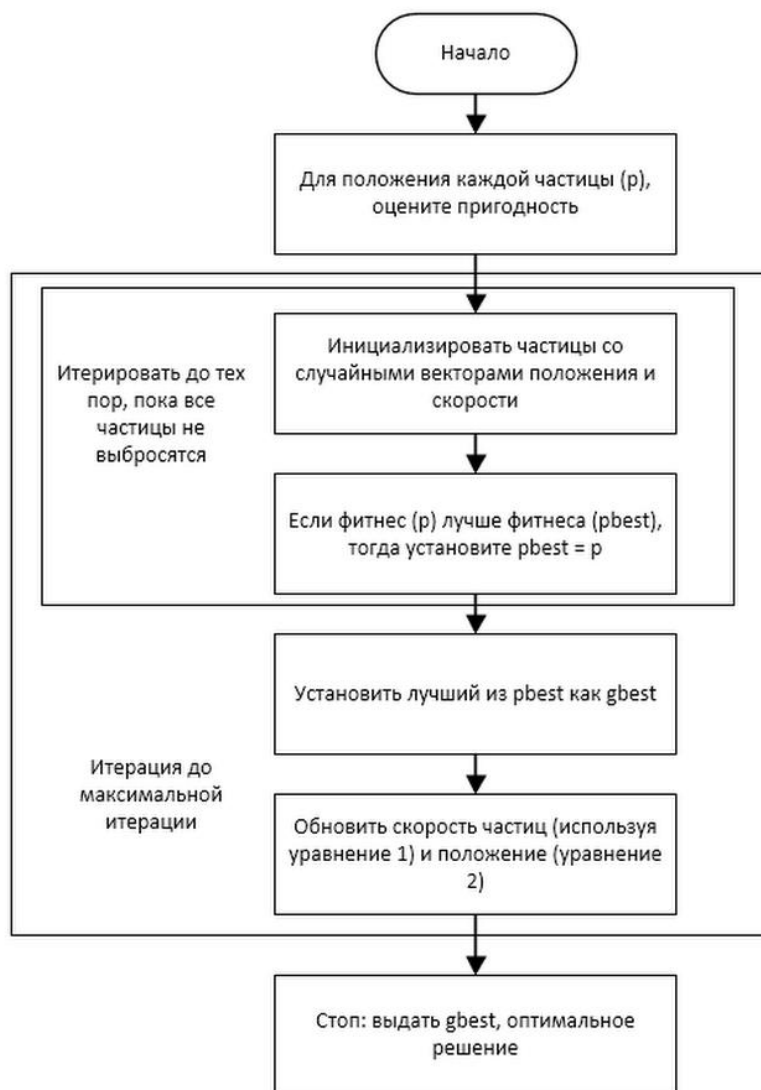 Начало
Для положения каждой частицы (p),
оцените пригодность
Итерировать до тех
пор, пока все
частицы не
выбросятся
Инициализировать частицы со
случайными векторами положения и
скорости
Если фитнес (p) лучше фитнеса (pbest),
тогда установите pbest = p
Установить лучший из pbest как gbest
Итерация до
максимальной
итерации
Обновить скорость частиц (используя
уравнение 1) и положение (уравнение
2)
Стоп: выдать gbest, оптимальное
решение